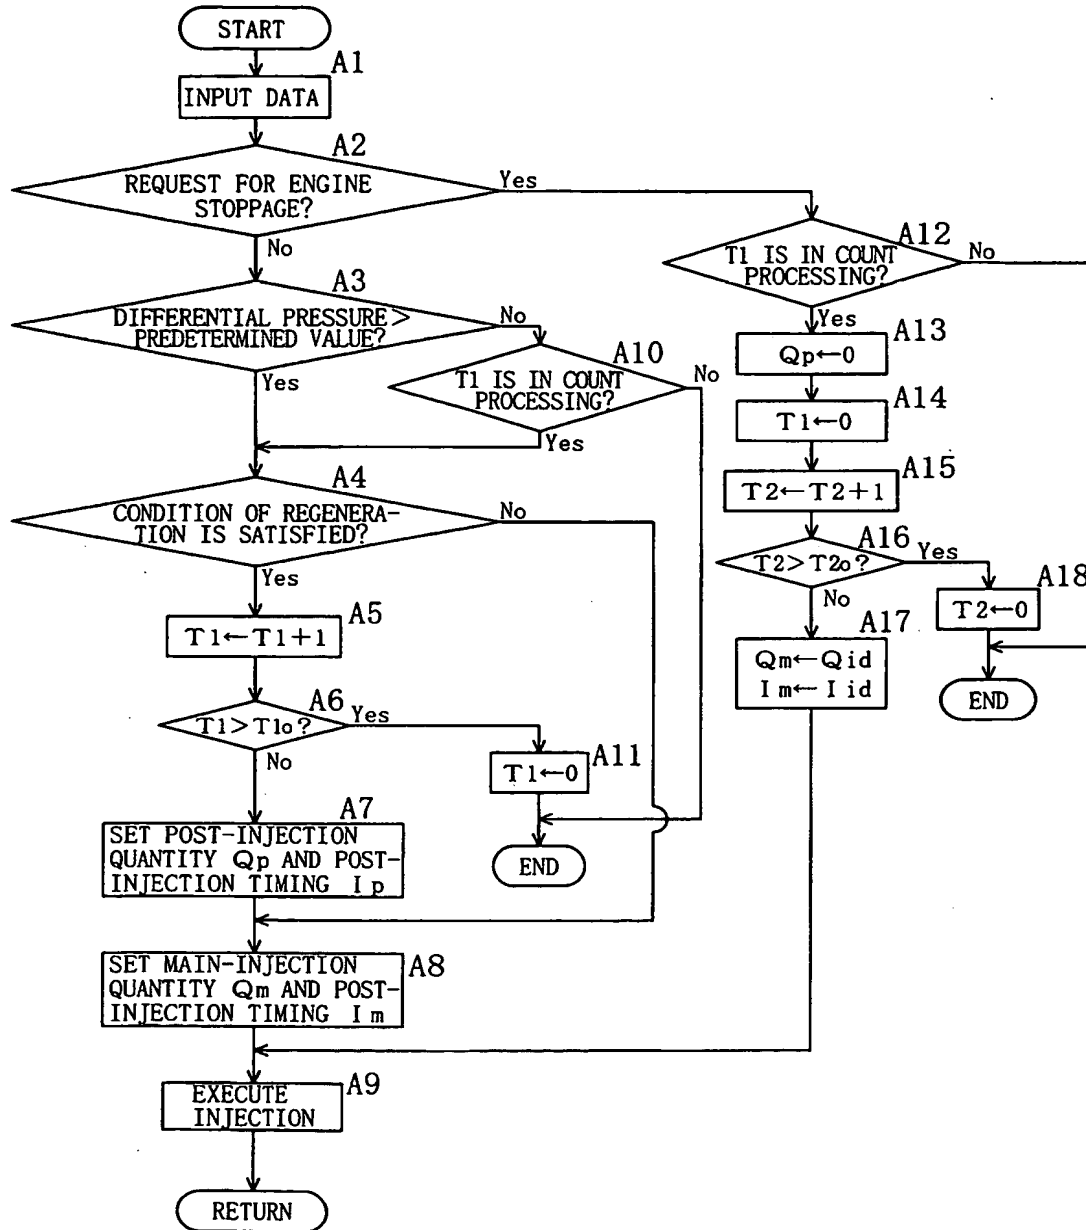 START
A1
INPUT DATA
A2
REQUEST FOR ENGINE
STOPPAGE?
Yes
No
A12
T1 IS IN COUNT
PROCESSING?
No
Yes
A3
DIFFERENTIAL PRESSURE>
PREDETERMINED VALUE?
No
Yes
A10
T1 IS IN COUNT
PROCESSING?
No
Yes
A13
Qp←0
A14
T1←0
A15
T2←T2+1
A4
CONDITION OF REGENERA-
TION IS SATISFIED?
No
Yes
A16
T2>T2o?
Yes
No
A18
T2←0
END
A17
Qm←Qid
Im←Iid
A5
T1←T1+1
A6
T1>T1o?
Yes
No
A11
T1←0
END
A7
SET POST-INJECTION
QUANTITY Qp AND POST-
INJECTION TIMING Ip
A8
SET MAIN-INJECTION
QUANTITY Qm AND POST-
INJECTION TIMING Im
A9
EXECUTE
INJECTION
RETURN